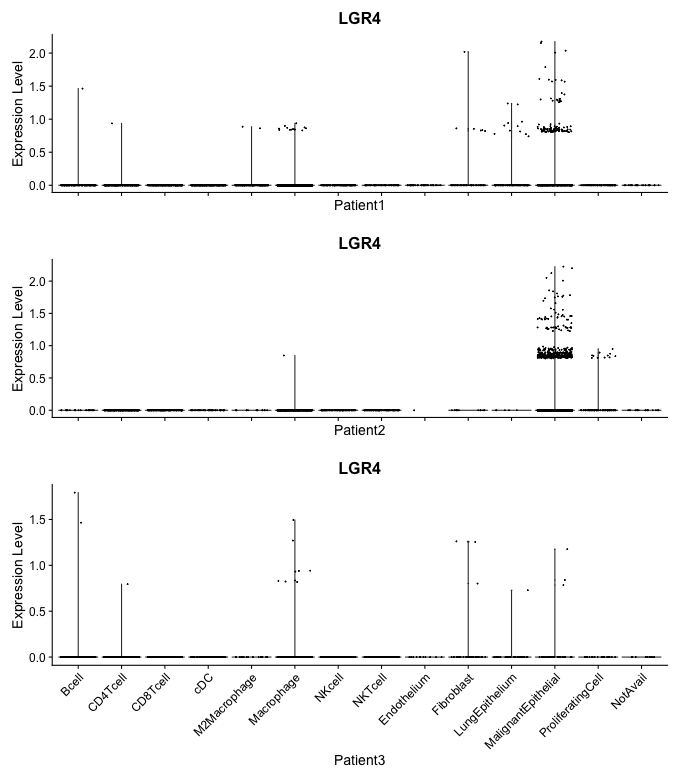 LGR4
2.0
1.5
1.0
0.5
0.0
Expression Level
Patient1
LGR4
2.0
1.5
1.0
0.5
0.0
Expression Level
Patient2
LGR4
1.5
1.0
0.5
0.0
Expression Level
Bcell
CD4Tcell
CD8Tcell
cDC
M2Macrophage
Macrophage
NKcell
NKTcell
Endothelium
Fibroblast
LungEpithelium
MalignantEpithelial
ProliferatingCell
NotAvail
Patient3